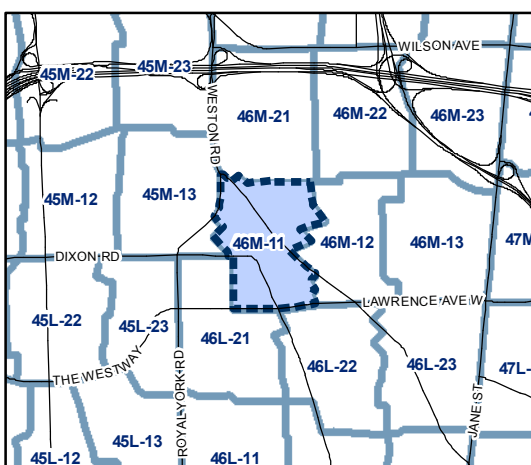 WILSON AVE
45M-22
45M-23
WESTON RD
46M-21
46M-22
46M-23
45M-12
45M-13
46M-11
46M-12
46M-13
47M
DIXON RD
LAWRENCE AVE W
45L-22
45L-23
46L-21
46L-22
46L-23
47L-
THE WESTWAY
ROYAL YORK RD
JANE ST
45L-13
45L-12
46L-11